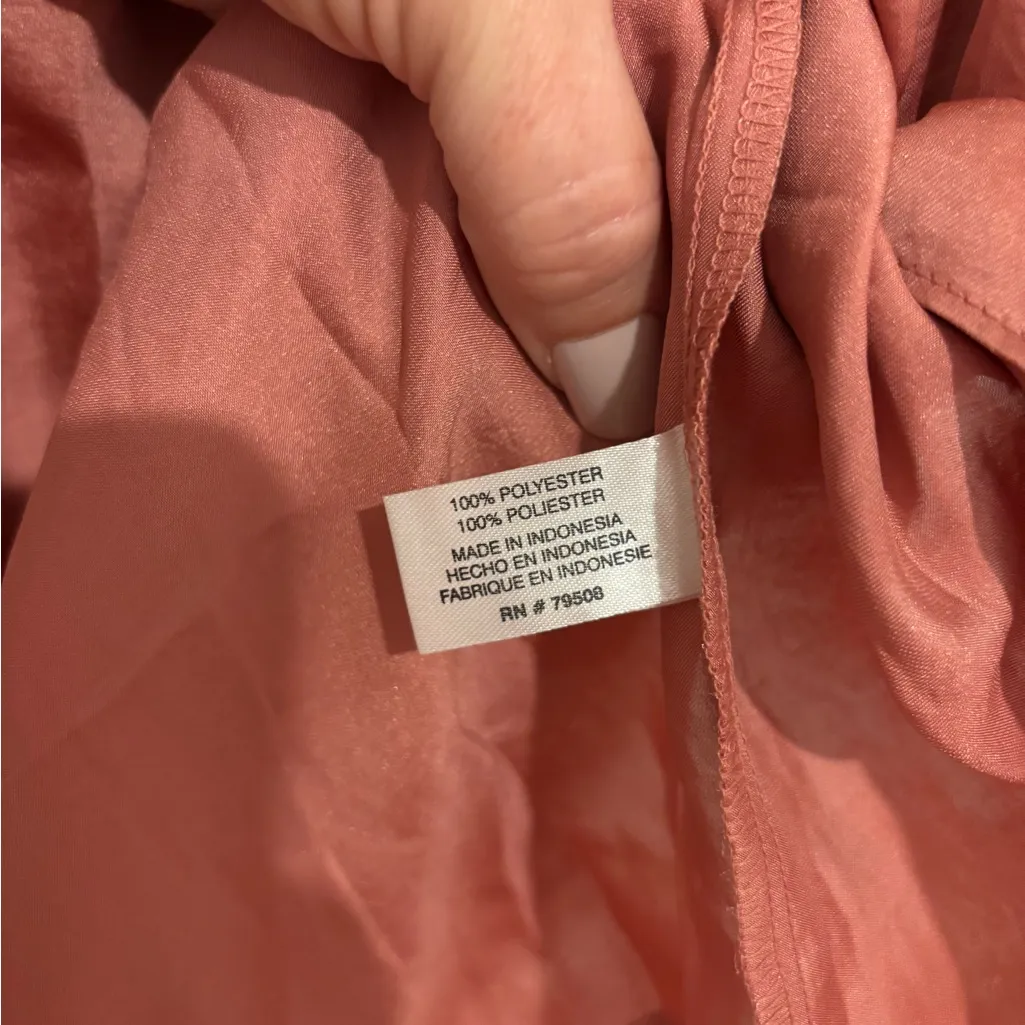 100% POLYESTER
100% POLIESTER
MADE IN INDONESIA
HECHO EN INDONESIA
FABRIQUE EN INDONESIE
RN # 79508